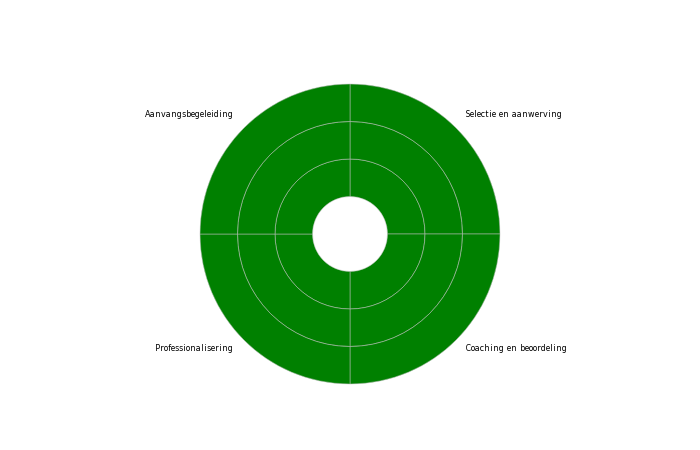 Aanvangsbegeleiding
Selectie en aanwerving
Professionalisering
Coaching en beoordeling